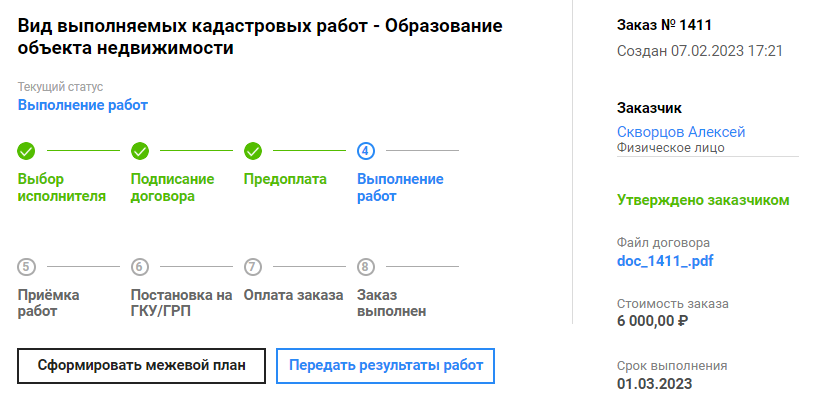 Вид выполняемых кадастровых работ - Образование
объекта недвижимости
Текущий статус
Выполнение работ
4
Выбор исполнителя
Подписание договора
Предоплата
Выполнение работ
5
6
7
8
Приёмка работ
Постановка на ГКУ/ГРП
Оплата заказа
Заказ выполнен
Сформировать межевой план
Передать результаты работ
Заказ № 1411
Создан 07.02.2023 17:21
Заказчик
Скворцов Алексей
Физическое лицо
Утверждено заказчиком
Файл договора
doc_1411_.pdf
Стоимость заказа
6 000,00 ₽
Срок выполнения
01.03.2023